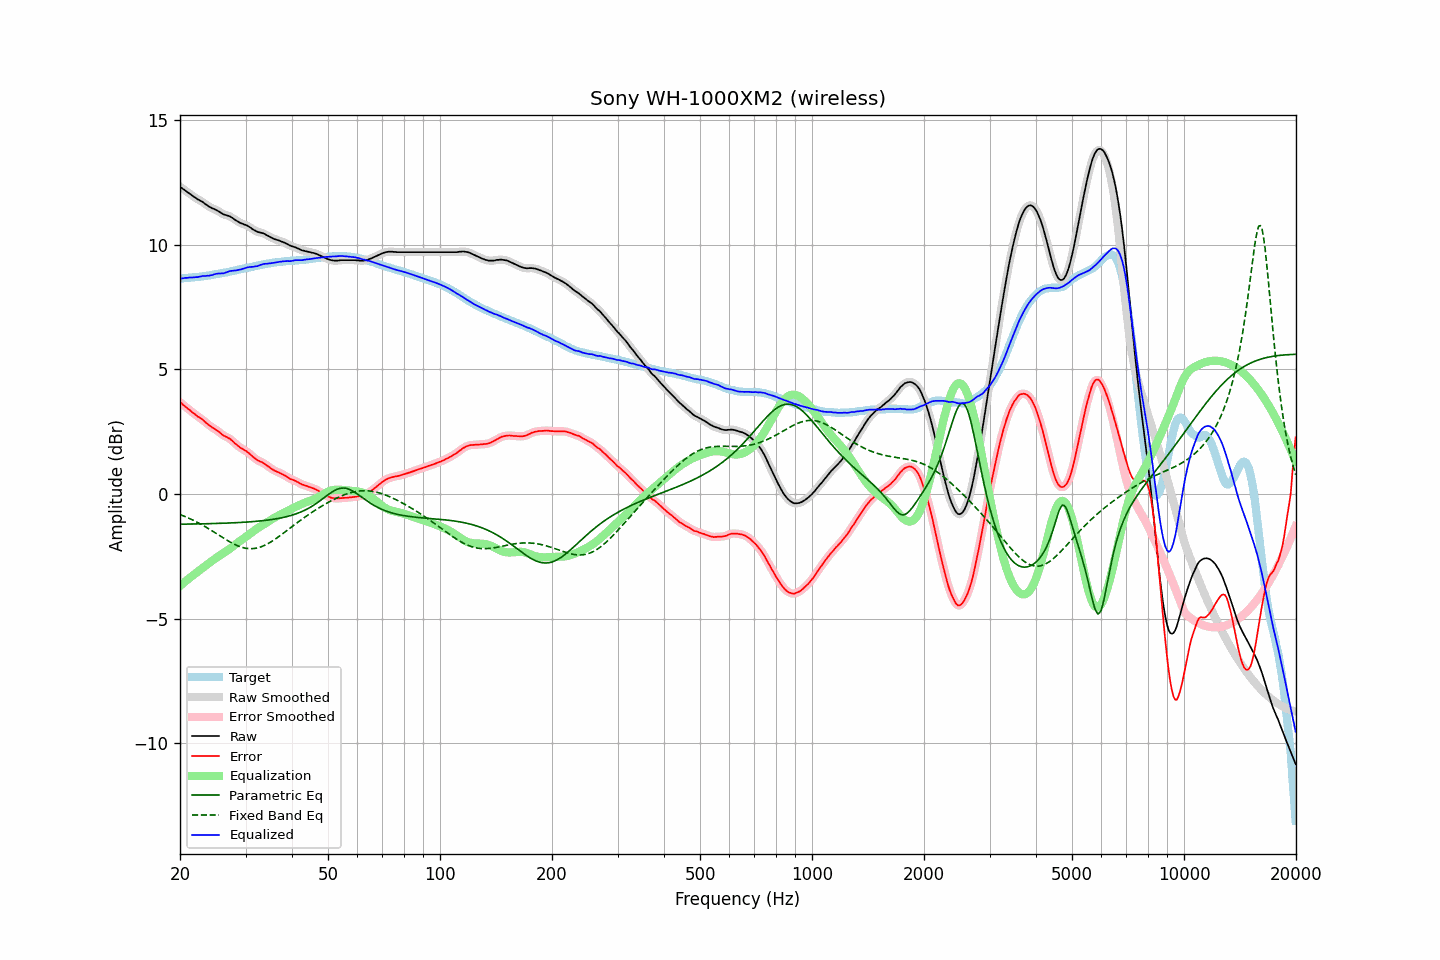 Sony WH-1000XM2 (wireless)
15
10
5
0
−5
−10
Amplitude (dBr)
Target
Raw Smoothed
Error Smoothed
Raw
Error
Equalization
Parametric Eq
Fixed Band Eq
Equalized
20 50 100 200 500 1000 2000 5000 10000 20000
Frequency (Hz)